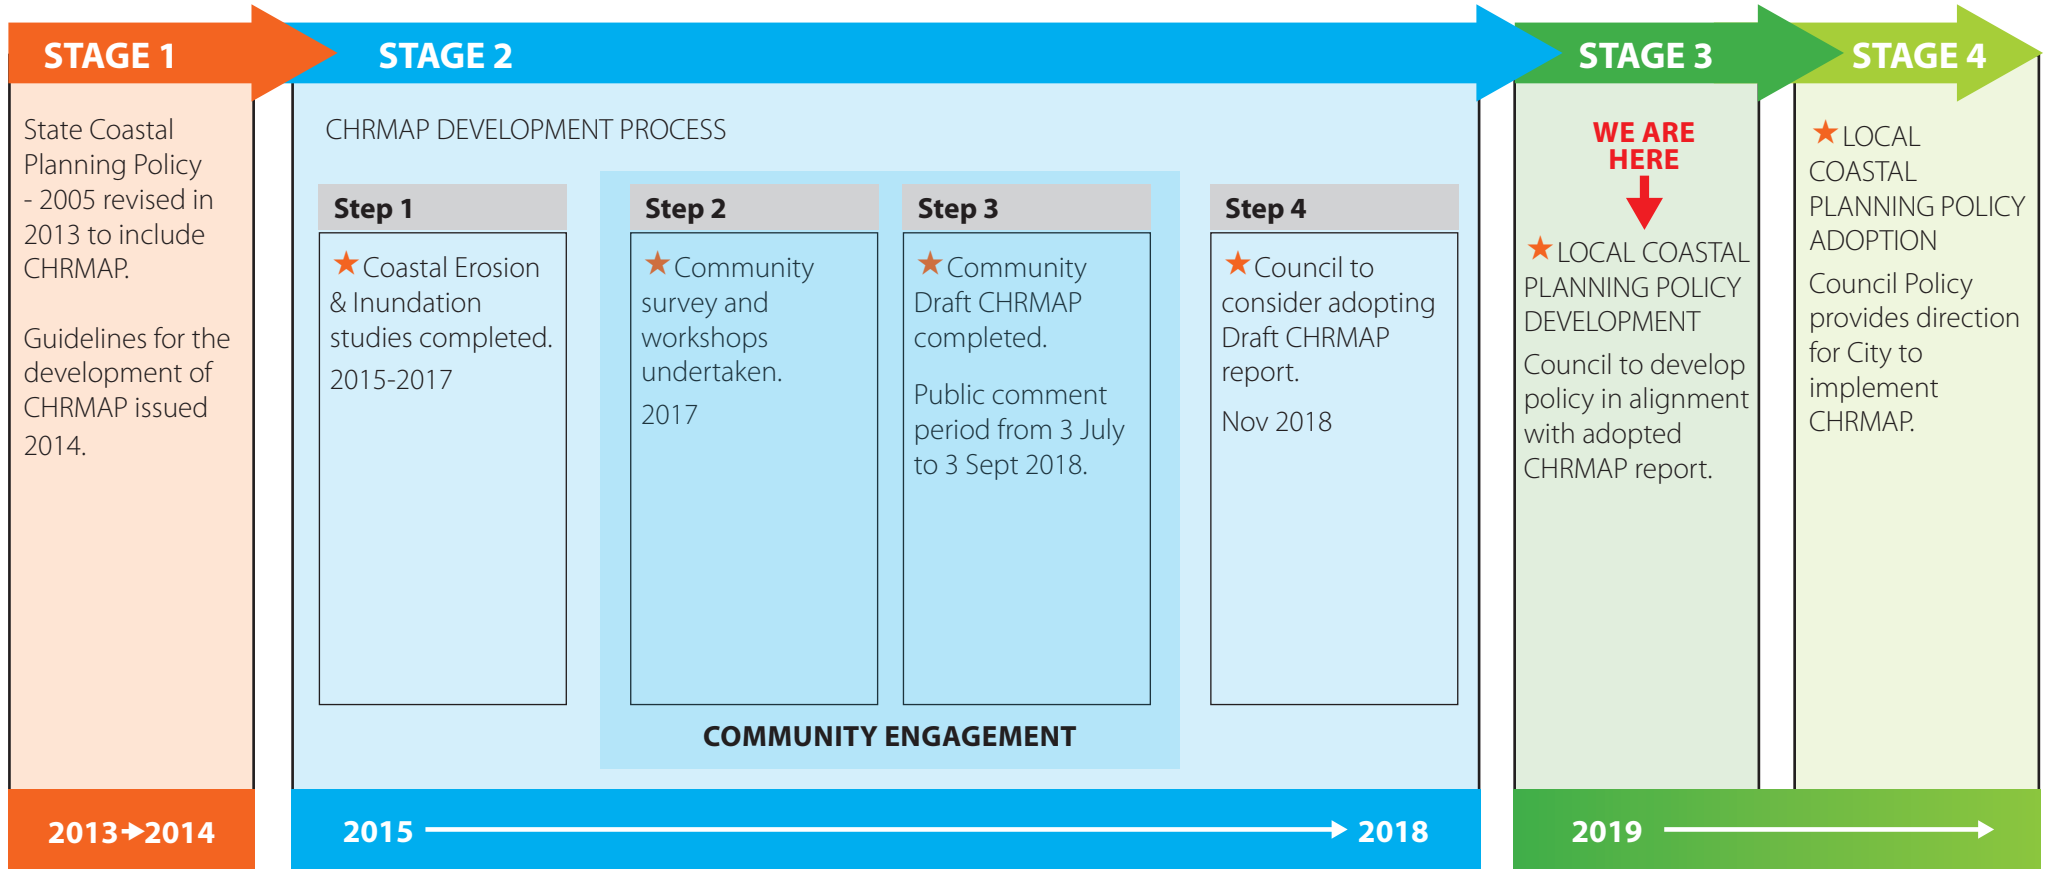 STAGE 1
State Coastal
Planning Policy
- 2005 revised in
2013 to include
CHRMAP.
Guidelines for the
development of
CHRMAP issued
2014.
2013
2014
STAGE 2
CHRMAP DEVELOPMENT PROCESS
Step 1
Coastal Erosion
& Inundation
studies completed.
2015-2017
Step 2
Community
survey and
workshops
undertaken.
2017
Step 3
Community
Draft CHRMAP
completed.
Public comment
period from 3 July
to 3 Sept 2018.
COMMUNITY ENGAGEMENT
Step 4
Council to
consider adopting
Draft CHRMAP
report.
Nov 2018
2015
2018
STAGE 3
WE ARE
HERE
LOCAL COASTAL
PLANNING POLICY
DEVELOPMENT
Council to develop
policy in alignment
with adopted
CHRMAP report.
STAGE 4
LOCAL
COASTAL
PLANNING POLICY
ADOPTION
Council Policy
provides direction
for City to
implement
CHRMAP.
2019